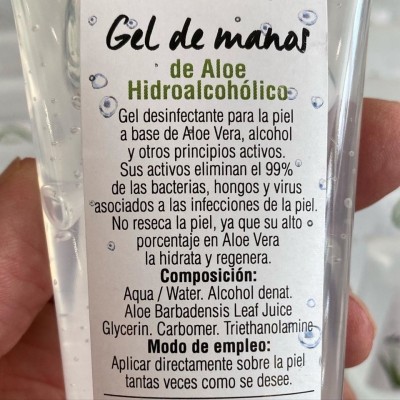 Gel de manos
de Aloe
Hidroalcohólico
Gel desinfectante para la piel
a base de Aloe Vera, alcohol
y otros principios activos.
Sus activos eliminan el 99%
de las bacterias, hongos y virus
asociados a las infecciones de la piel.
No reseca la piel, ya que su alto
porcentaje en Aloe Vera
la hidrata y regenera.
Composición:
Aqua / Water. Alcohol denat.
Aloe Barbadensis Leaf Juice
Glycerin. Carbomer. Triethanolamine
Modo de empleo:
Aplicar directamente sobre la piel
tantas veces como se desee.